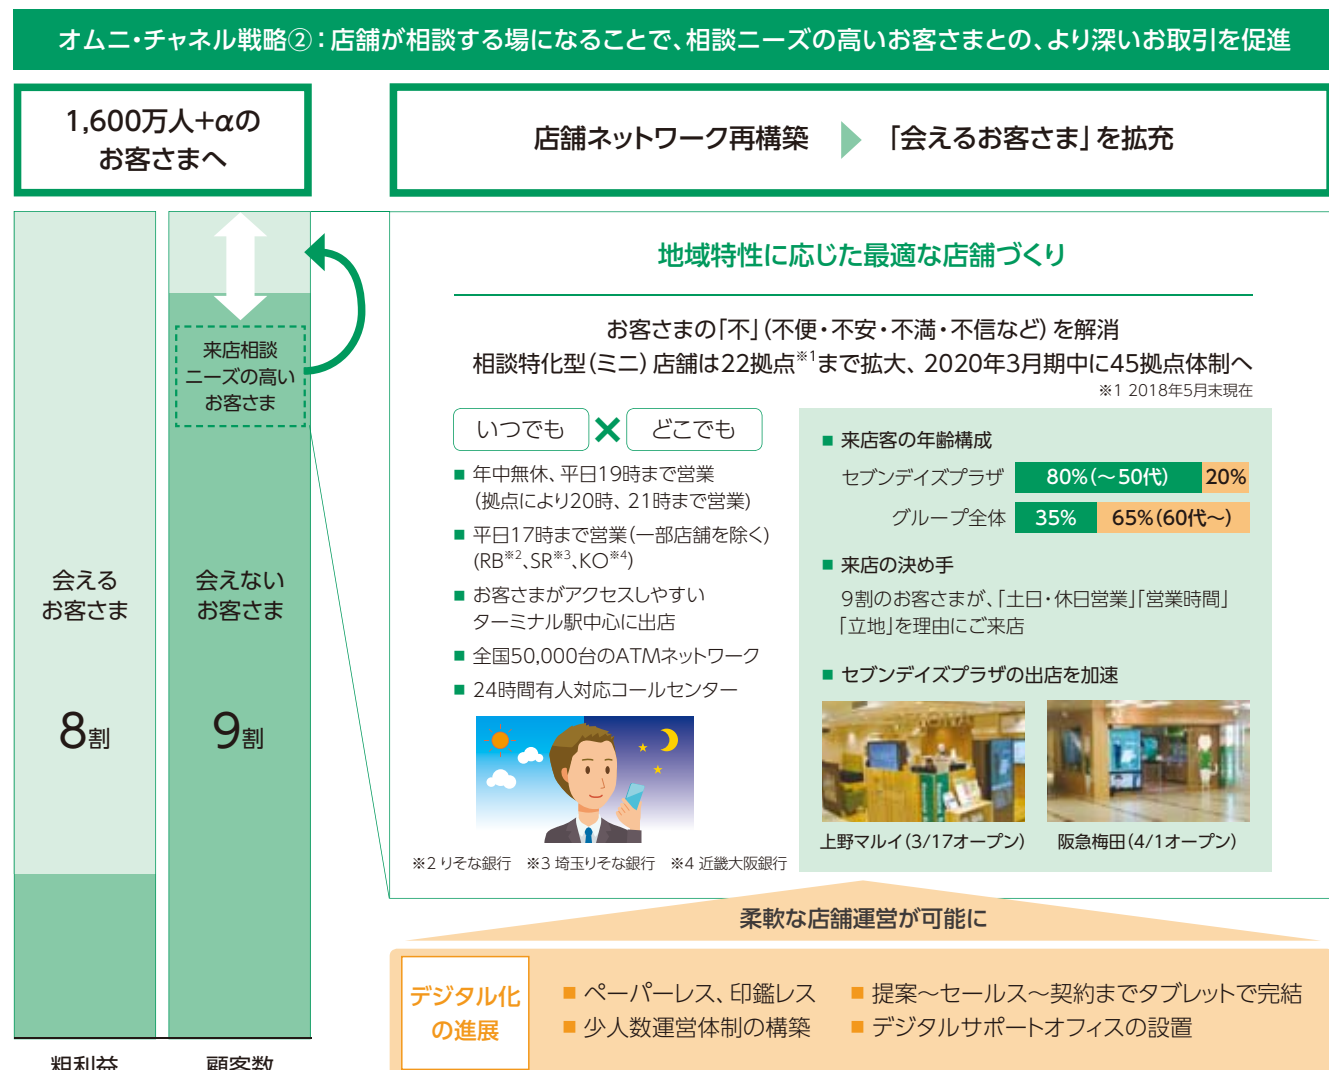 オムニ・チャネル戦略②：店舗が相談する場になることで、相談ニーズの高いお客さまとの、より深いお取引を促進
1,600万人+αの
お客さまへ
店舗ネットワーク再構築
「会えるお客さま」を拡充
来店相談
ニーズの高い
お客さま
会える
お客さま
8割
会えない
お客さま
9割
粗利益
顧客数
地域特性に応じた最適な店舗づくり
お客さまの「不」（不便・不安・不満・不信など）を解消
相談特化型（ミニ）店舗は22拠点※1まで拡大、2020年3月期中に45拠点体制へ
※1 2018年5月末現在
いつでも × どこでも
■ 年中無休、平日19時まで営業
(拠点により20時、21時まで営業)
■ 平日17時まで営業(一部店舗を除く)
(RB※2、SR※3、KO※4)
■ お客さまがアクセスしやすい
ターミナル駅中心に出店
■ 全国50,000台のATMネットワーク
■ 24時間有人対応コールセンター
※2 りそな銀行 ※3 埼玉りそな銀行 ※4 近畿大阪銀行
■ 来店客の年齢構成
セブンデイズプラザ 80%(～50代) 20%
グループ全体 35% 65%(60代～)
■ 来店の決め手
9割のお客さまが、「土日・休日営業」「営業時間」
「立地」を理由にご来店
■ セブンデイズプラザの出店を加速
上野マルイ(3/17オープン)
阪急梅田(4/1オープン)
柔軟な店舗運営が可能に
デジタル化
の進展
■ ペーパーレス、印鑑レス
■ 少人数運営体制の構築
■ 提案～セールス～契約までタブレットで完結
■ デジタルサポートオフィスの設置